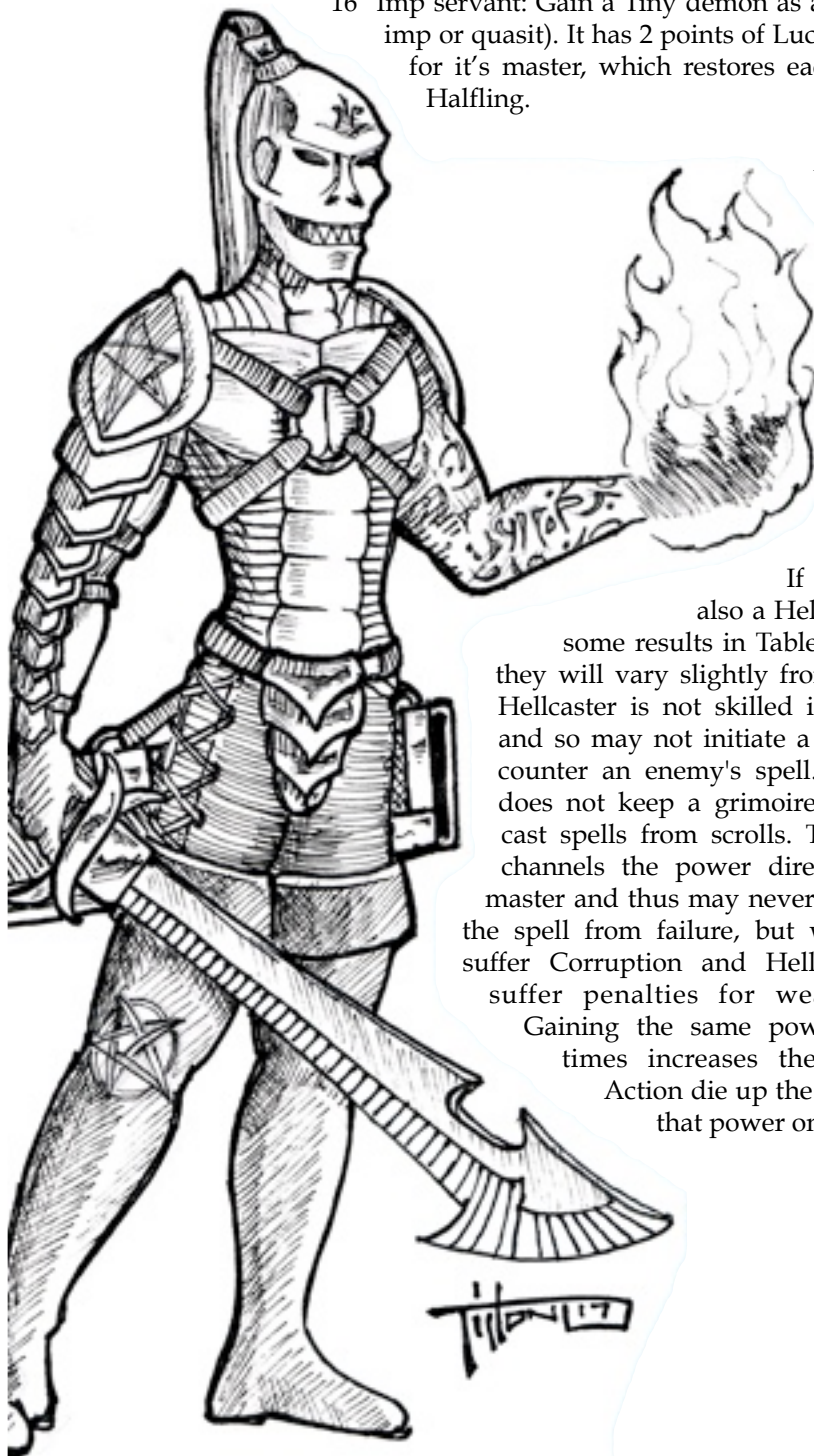 16 Imp servant: Gain a Tiny demon as a
imp or quasit). It has 2 points of Luc
for it's master, which restores eac
Halfling.
If
also a Hel
some results in Table
they will vary slightly from
Hellcaster is not skilled i
and so may not initiate a
counter an enemy's spell.
does not keep a grimoire
cast spells from scrolls. T
channels the power dire
master and thus may never
the spell from failure, but w
suffer Corruption and Hell
suffer penalties for wea
Gaining the same pow
times increases the
Action die up the
that power or